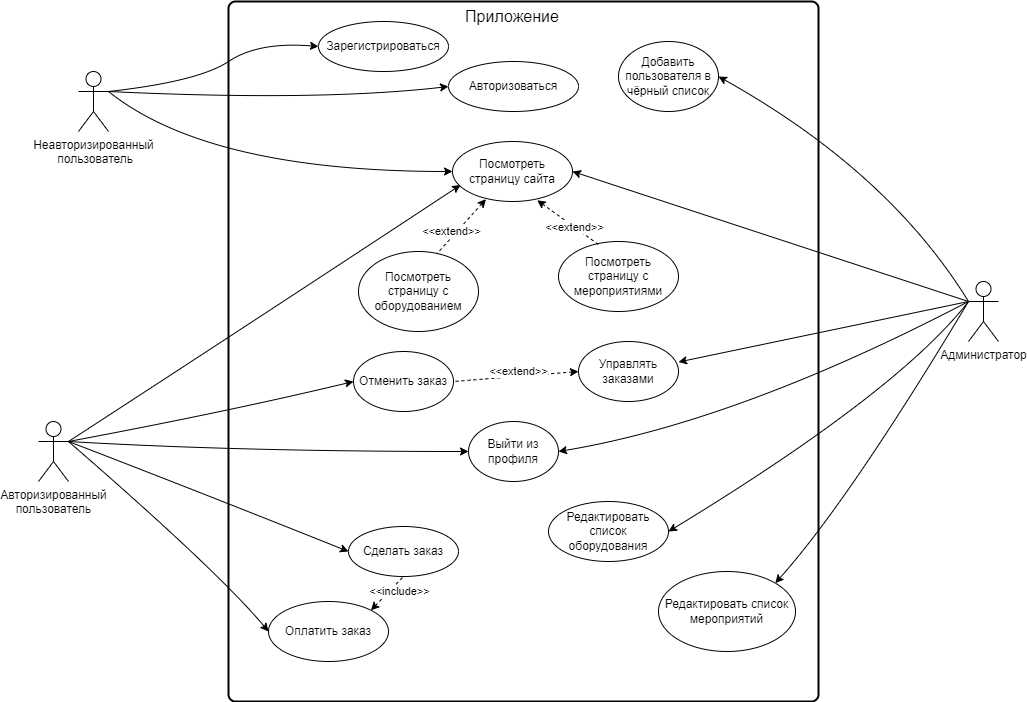 Приложение
Зарегистрироваться
Авторизоваться
Добавить
пользователя в
чёрный список
Неавторизированный
пользователь
Посмотреть
страницу сайта
<<extend>>
<<extend>>
Посмотреть
страницу с
оборудованием
Посмотреть
страницу с
мероприятиями
Администратор
Отменить заказ
<<extend>>
Управлять
заказами
Выйти из
профиля
Авторизированный
пользователь
Редактировать
список
оборудования
Сделать заказ
<<include>>
Оплатить заказ
Редактировать список
мероприятий